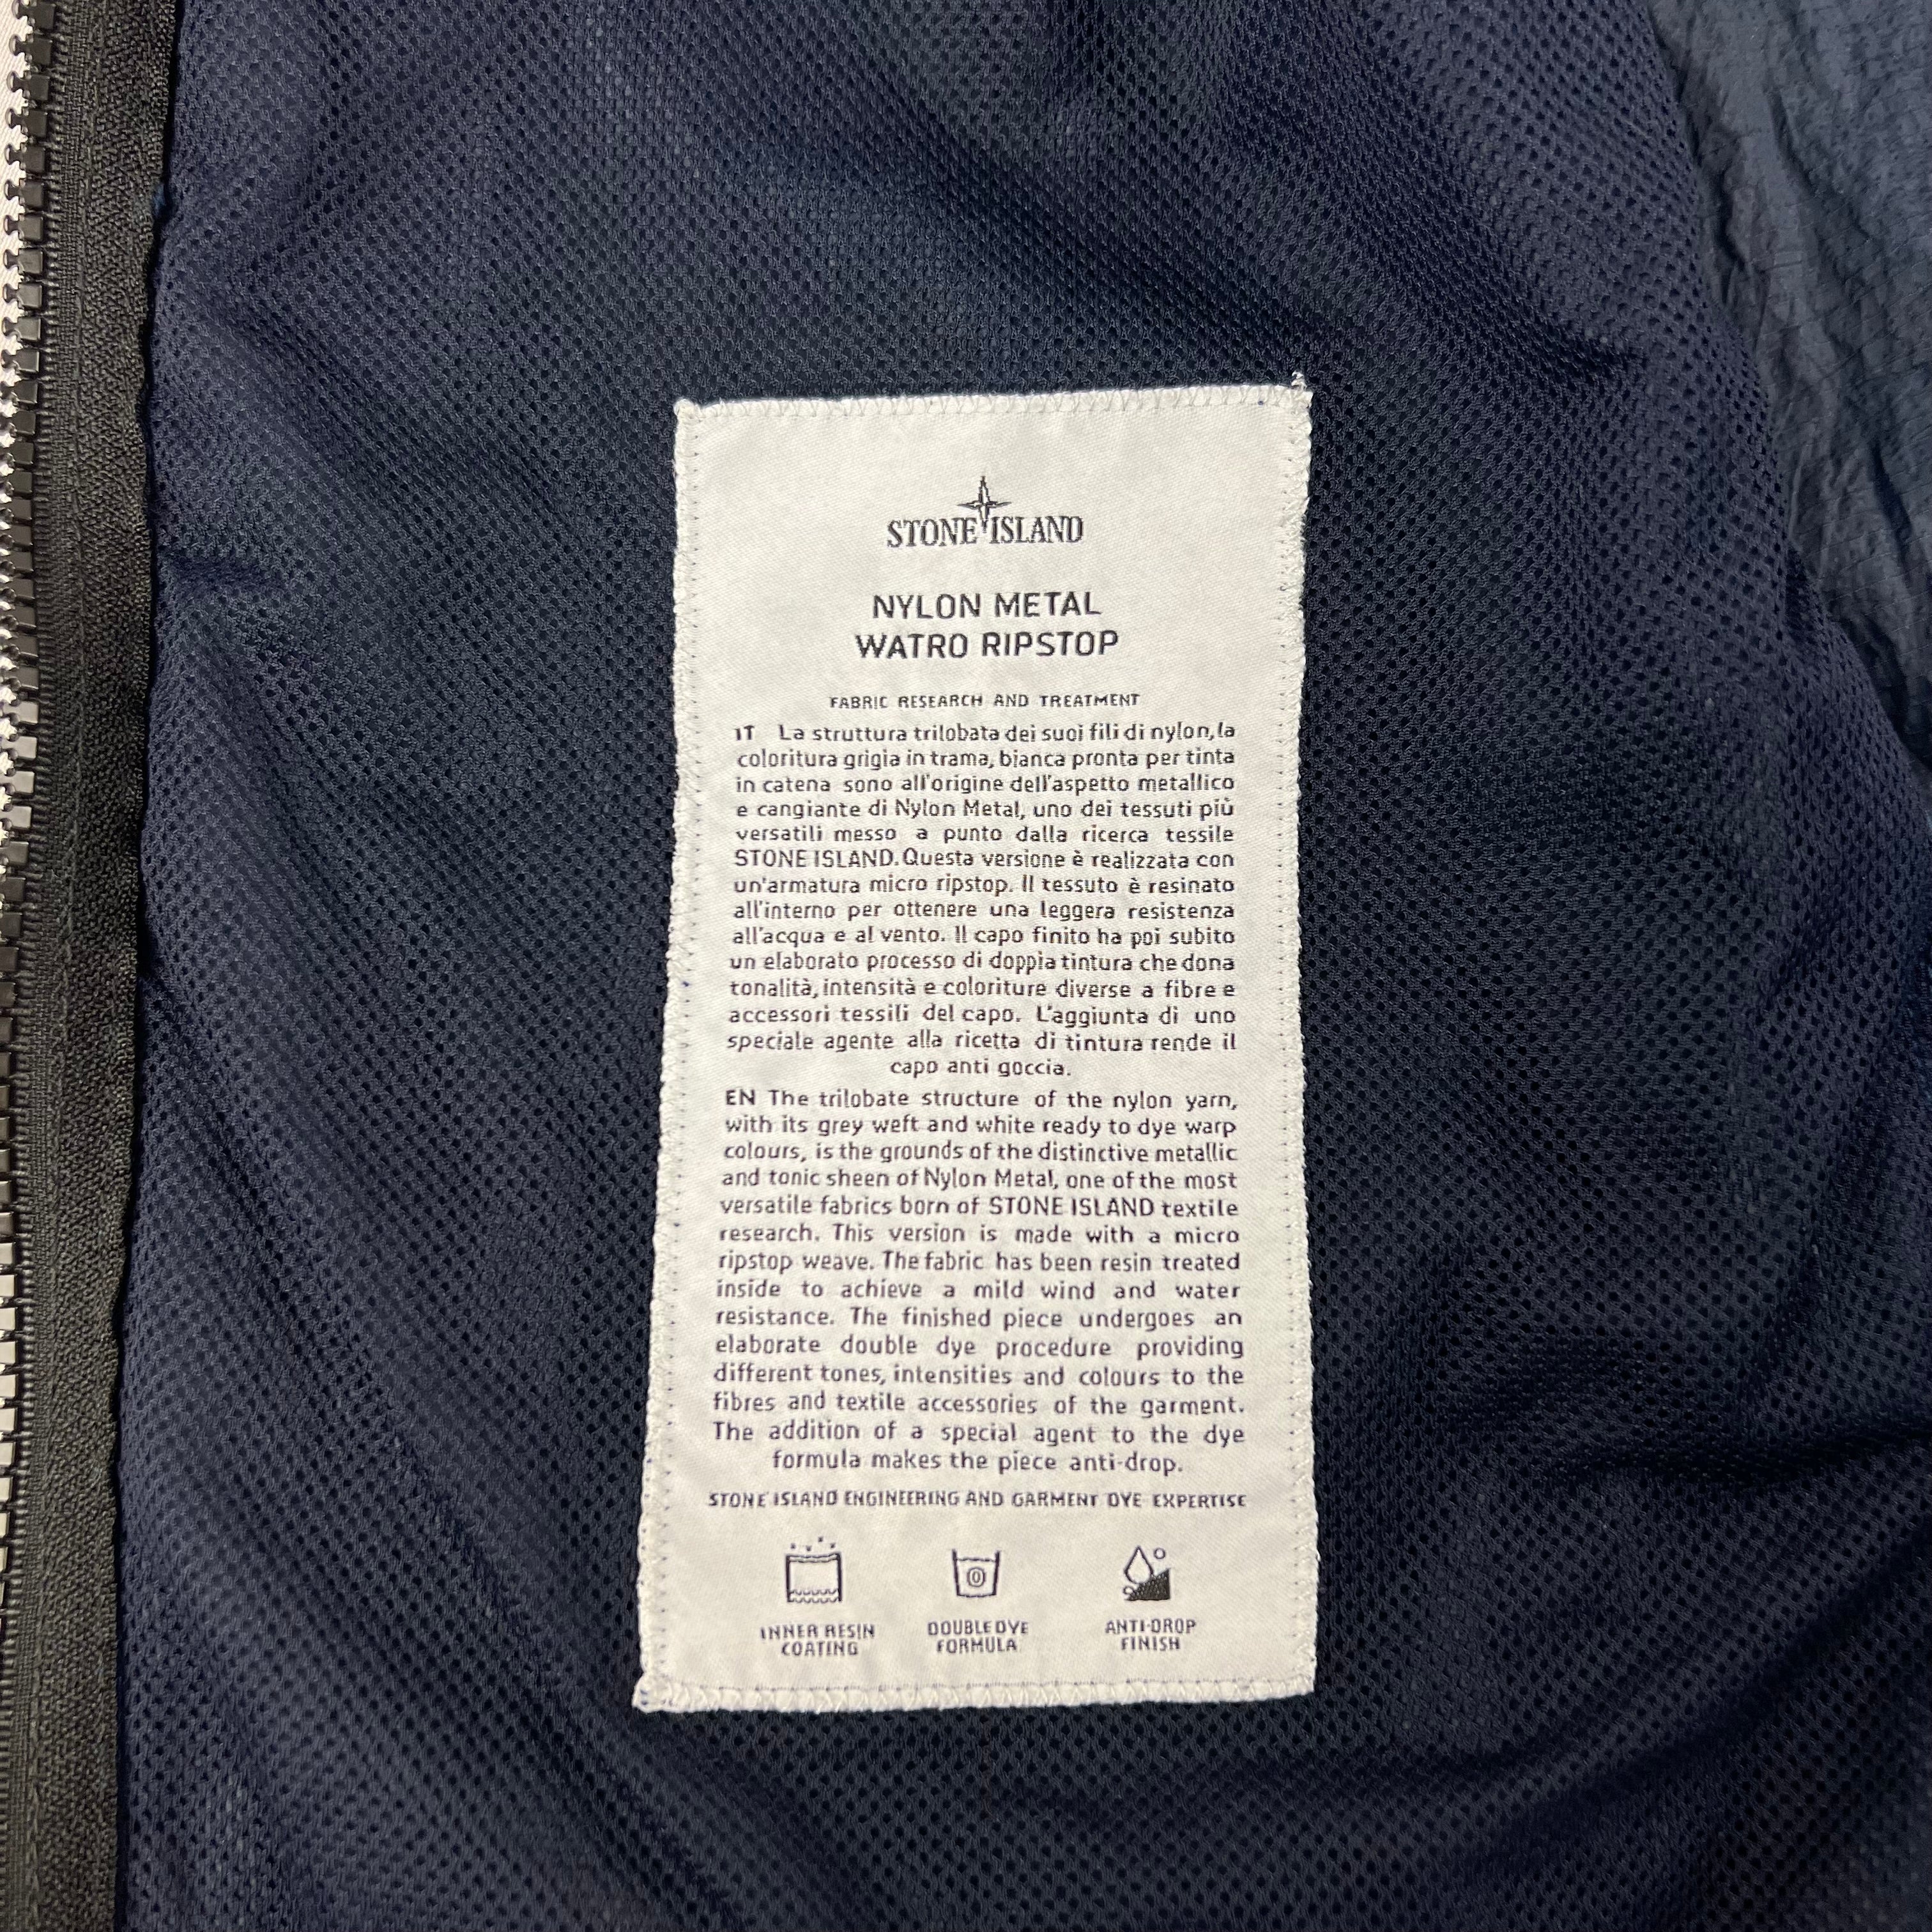 STONE ISLAND
NYLON METAL
WATRO RIPSTOP
FABRIC RESEARCH AND TREATMENT
IT La struttura trilobata dei suoi fili di nylon, la
coloritura grigia in trama, bianca pronta per tinta
in catena sono all'origine dell'aspetto metallico
e cangiante di Nylon Metal, uno dei tessuti più
versatili messo a punto dalla ricerca tessile
STONE ISLAND. Questa versione è realizzata con
un'armatura micro ripstop. Il tessuto è resinato
all'interno per ottenere una leggera resistenza
all'acqua e al vento. Il capo finito ha poi subito
un elaborato processo di doppia tintura che dona
tonalità, intensità e coloriture diverse a fibre e
accessori tessili del capo. L'aggiunta di uno
speciale agente alla ricetta di tintura rende il
capo anti goccia.
EN The trilobate structure of the nylon yarn,
with its grey weft and white ready to dye warp
colours, is the grounds of the distinctive metallic
and tonic sheen of Nylon Metal, one of the most
versatile fabrics born of STONE ISLAND textile
research. This version is made with a micro
ripstop weave. The fabric has been resin treated
inside to achieve a mild wind and water
resistance. The finished piece undergoes an
elaborate double dye procedure providing
different tones, intensities and colours to the
fibres and textile accessories of the garment.
The addition of a special agent to the dye
formula makes the piece anti-drop.
STONE ISLAND ENGINEERING AND GARMENT DYE EXPERTISE
INNER RESIN
COATING
DOUBLE DYE
FORMULA
ANTI-DROP
FINISH